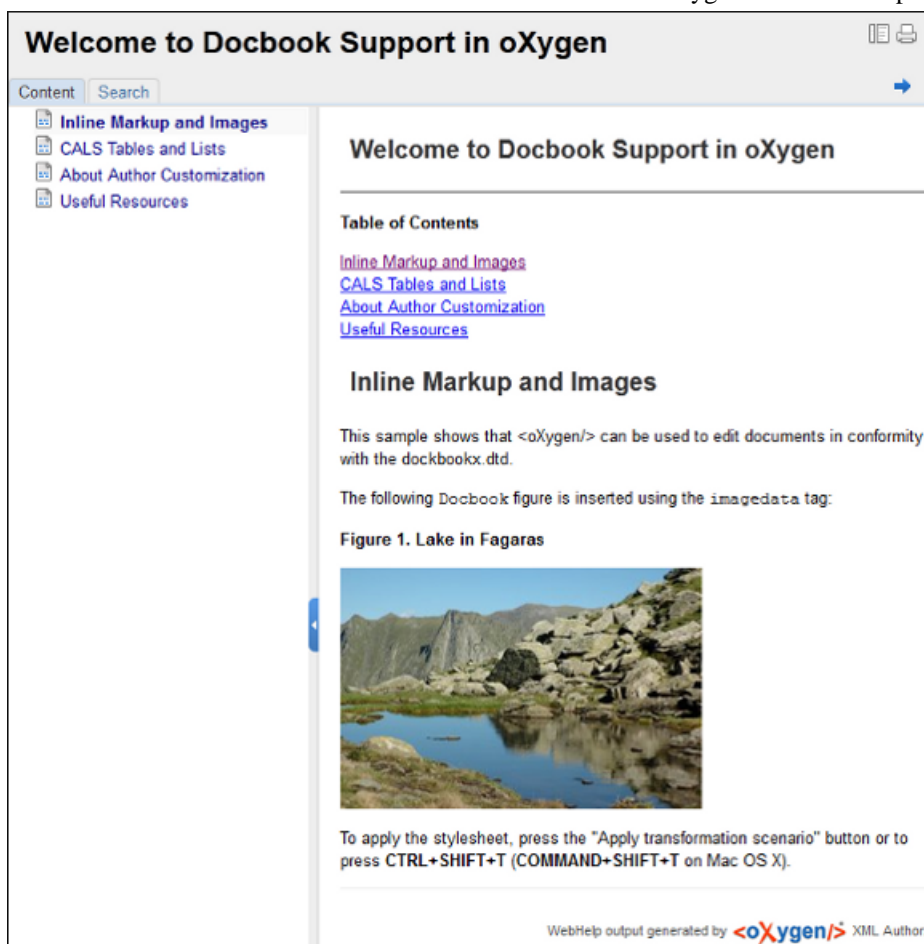 Welcome to Docbook Support in oXygen
Content
Search
Inline Markup and Images
CALS Tables and Lists
About Author Customization
Useful Resources
Welcome to Docbook Support in oXygen
Table of Contents
Inline Markup and Images
CALS Tables and Lists
About Author Customization
Useful Resources
Inline Markup and Images
This sample shows that <oXygen/> can be used to edit documents in conformity
with the dockbookx.dtd.
The following Docbook figure is inserted using the imagedata tag:
Figure 1. Lake in Fagaras
To apply the stylesheet, press the "Apply transformation scenario" button or to
press CTRL+SHIFT+T (COMMAND+SHIFT+T on Mac OS X).
WebHelp output generated by <oXygen/> XML Author